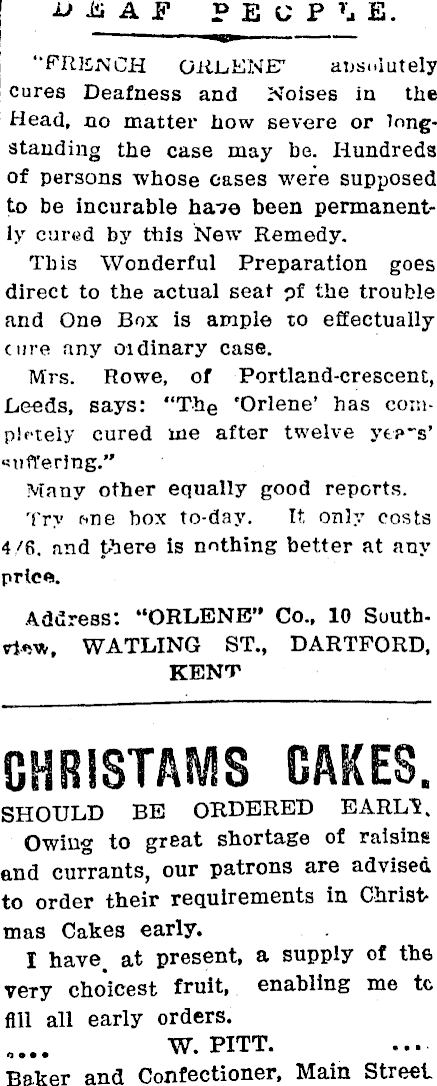 DEAF PEOPLE.
"FRENCH ORLENE" absolutely
cures Deafness and Noises in the
Head, no matter how severe or long-
standing the case may be. Hundreds
of persons whose cases were supposed
to be incurable have been permanent-
ly cured by this New Remedy.
This Wonderful Preparation goes
direct to the actual seat of the trouble
and One Box is ample to effectually
cure any ordinary case.
Mrs. Rowe, of Portland-crescent,
Leeds, says: "The 'Orlene' has com-
pletely cured me after twelve years'
suffering."
Many other equally good reports.
Try one box to-day. It only costs
4/6. and there is nothing better at any
price.
Address: "ORLENE" Co., 10 South-
view, WATLING ST., DARTFORD,
KENT
CHRISTAMS CAKES.
SHOULD BE ORDERED EARLY.
Owing to great shortage of raisins
and currants, our patrons are advised
to order their requirements in Christ-
mas Cakes early.
I have, at present, a supply of the
very choicest fruit, enabling me to
fill all early orders.
.... W. PITT. ....
Baker and Confectioner, Main Street